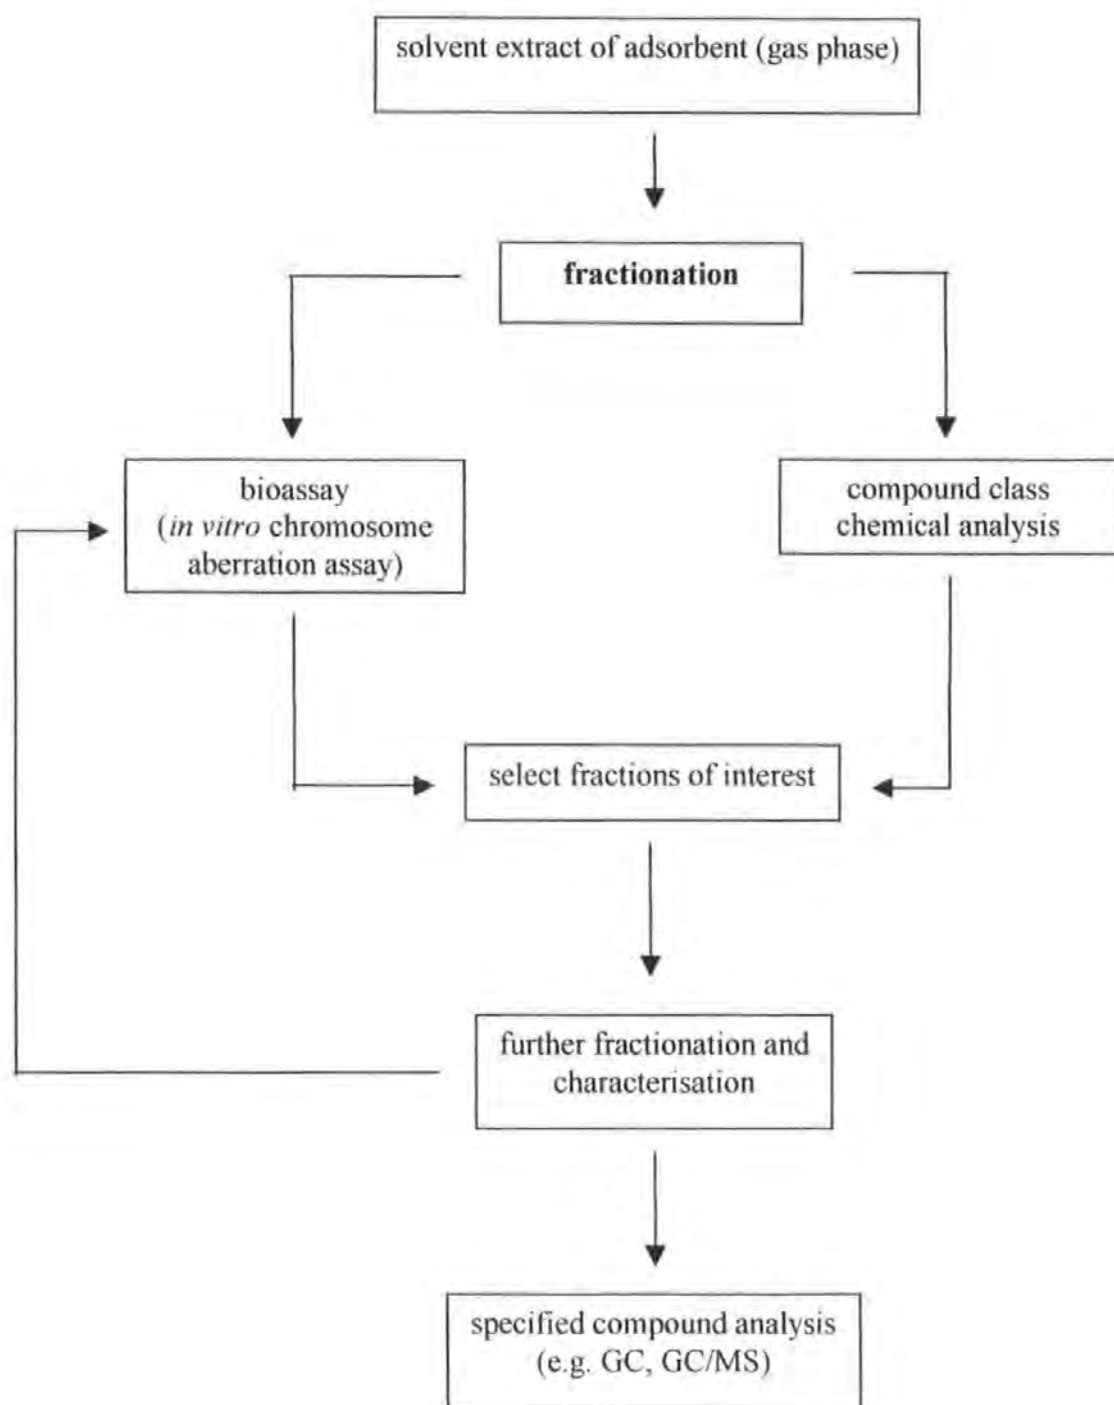 solvent extract of adsorbent (gas phase)
fractionation
bioassay
(in vitro chromosome
aberration assay)
compound class
chemical analysis
select fractions of interest
further fractionation and
characterisation
specified compound analysis
(e.g. GC, GC/MS)